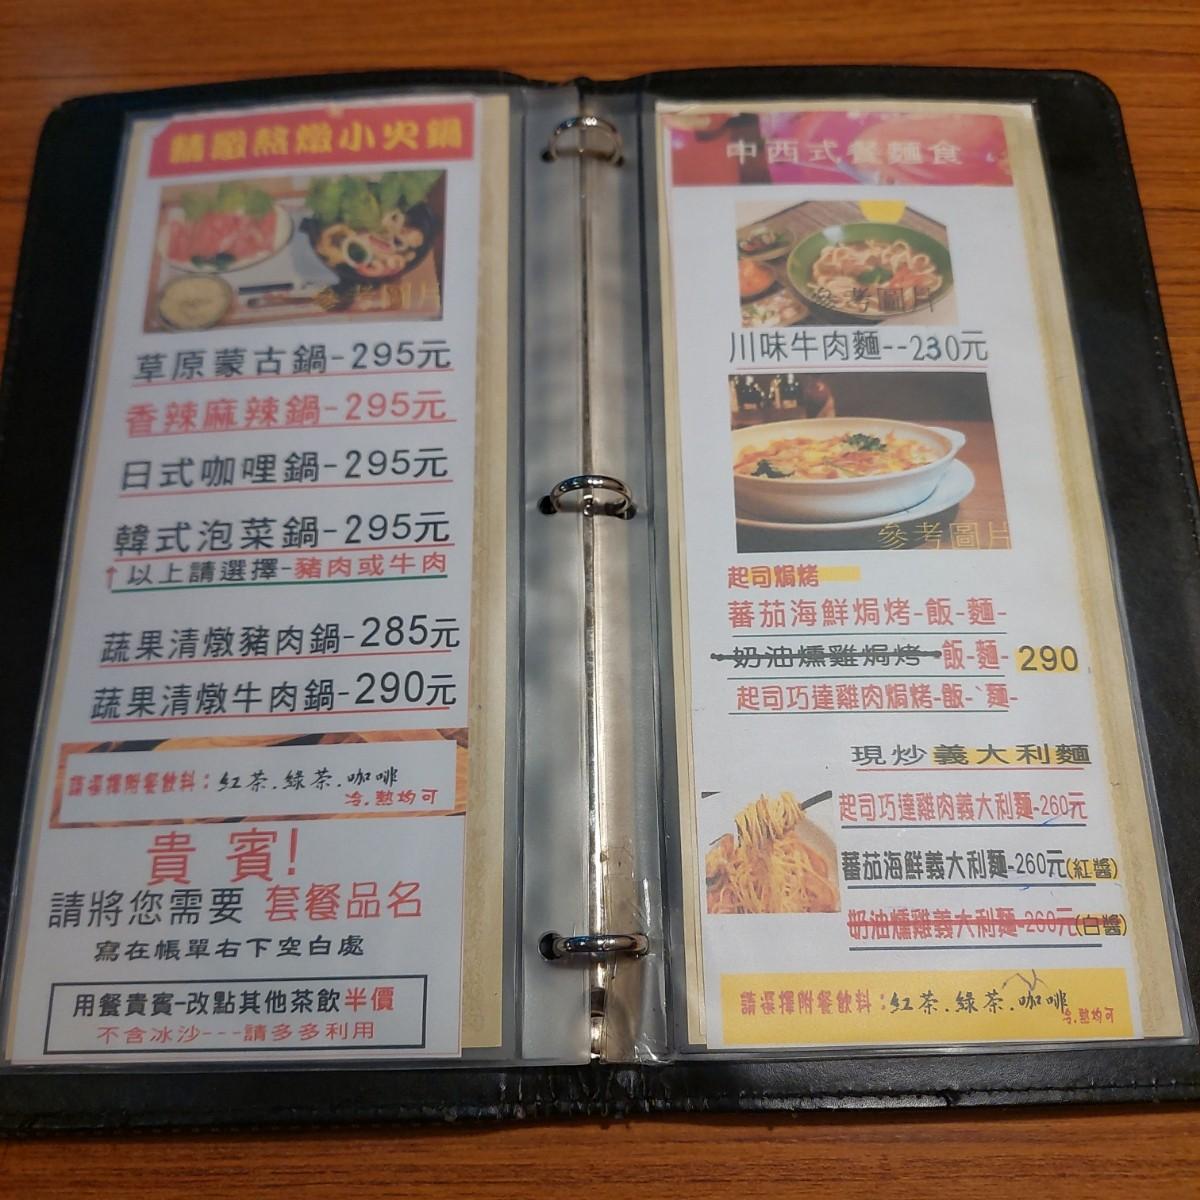 精緻熬燉小火鍋
參考圖片
草原蒙古鍋-295元
香辣麻辣鍋-295元
日式咖哩鍋-295元
韓式泡菜鍋-295元
↑以上請選擇-豬肉或牛肉
蔬果清燉豬肉鍋-285元
蔬果清燉牛肉鍋-290元
請選擇附餐飲料：紅茶.綠茶.咖啡
冷.熱均可
貴賓!
請將您需要 套餐品名
寫在帳單右下空白處
用餐貴賓-改點其他茶飲半價
不含冰沙---請多多利用
中西式餐麵食
參考圖片
川味牛肉麵--230元
參考圖片
起司焗烤
蕃茄海鮮焗烤-飯-麵-
奶油燻雞焗烤-飯-麵-290
起司巧達雞肉焗烤-飯-麵-
現炒義大利麵
起司巧達雞肉義大利麵-260元
蕃茄海鮮義大利麵-260元(紅醬)
奶油燻雞義大利麵-260元(白醬)
請選擇附餐飲料：紅茶.綠茶.咖啡
冷.熱均可